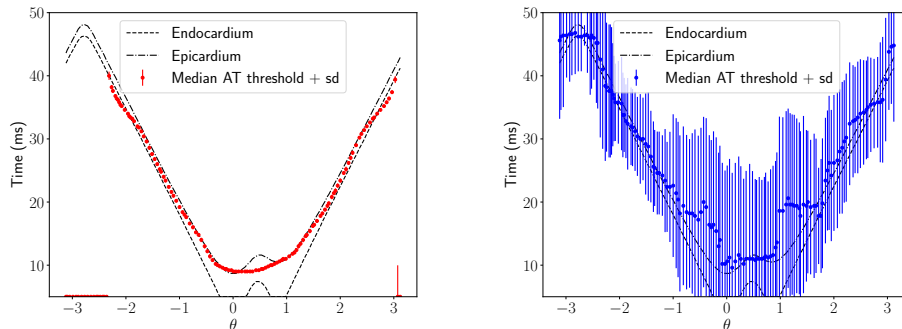 50
40
30
20
10
Time (ms)
−3 −2 −1 0 1 2 3
θ
Endocardium
Epicardium
Median AT threshold + sd
50
40
30
20
10
Time (ms)
−3 −2 −1 0 1 2 3
θ
Endocardium
Epicardium
Median AT threshold + sd